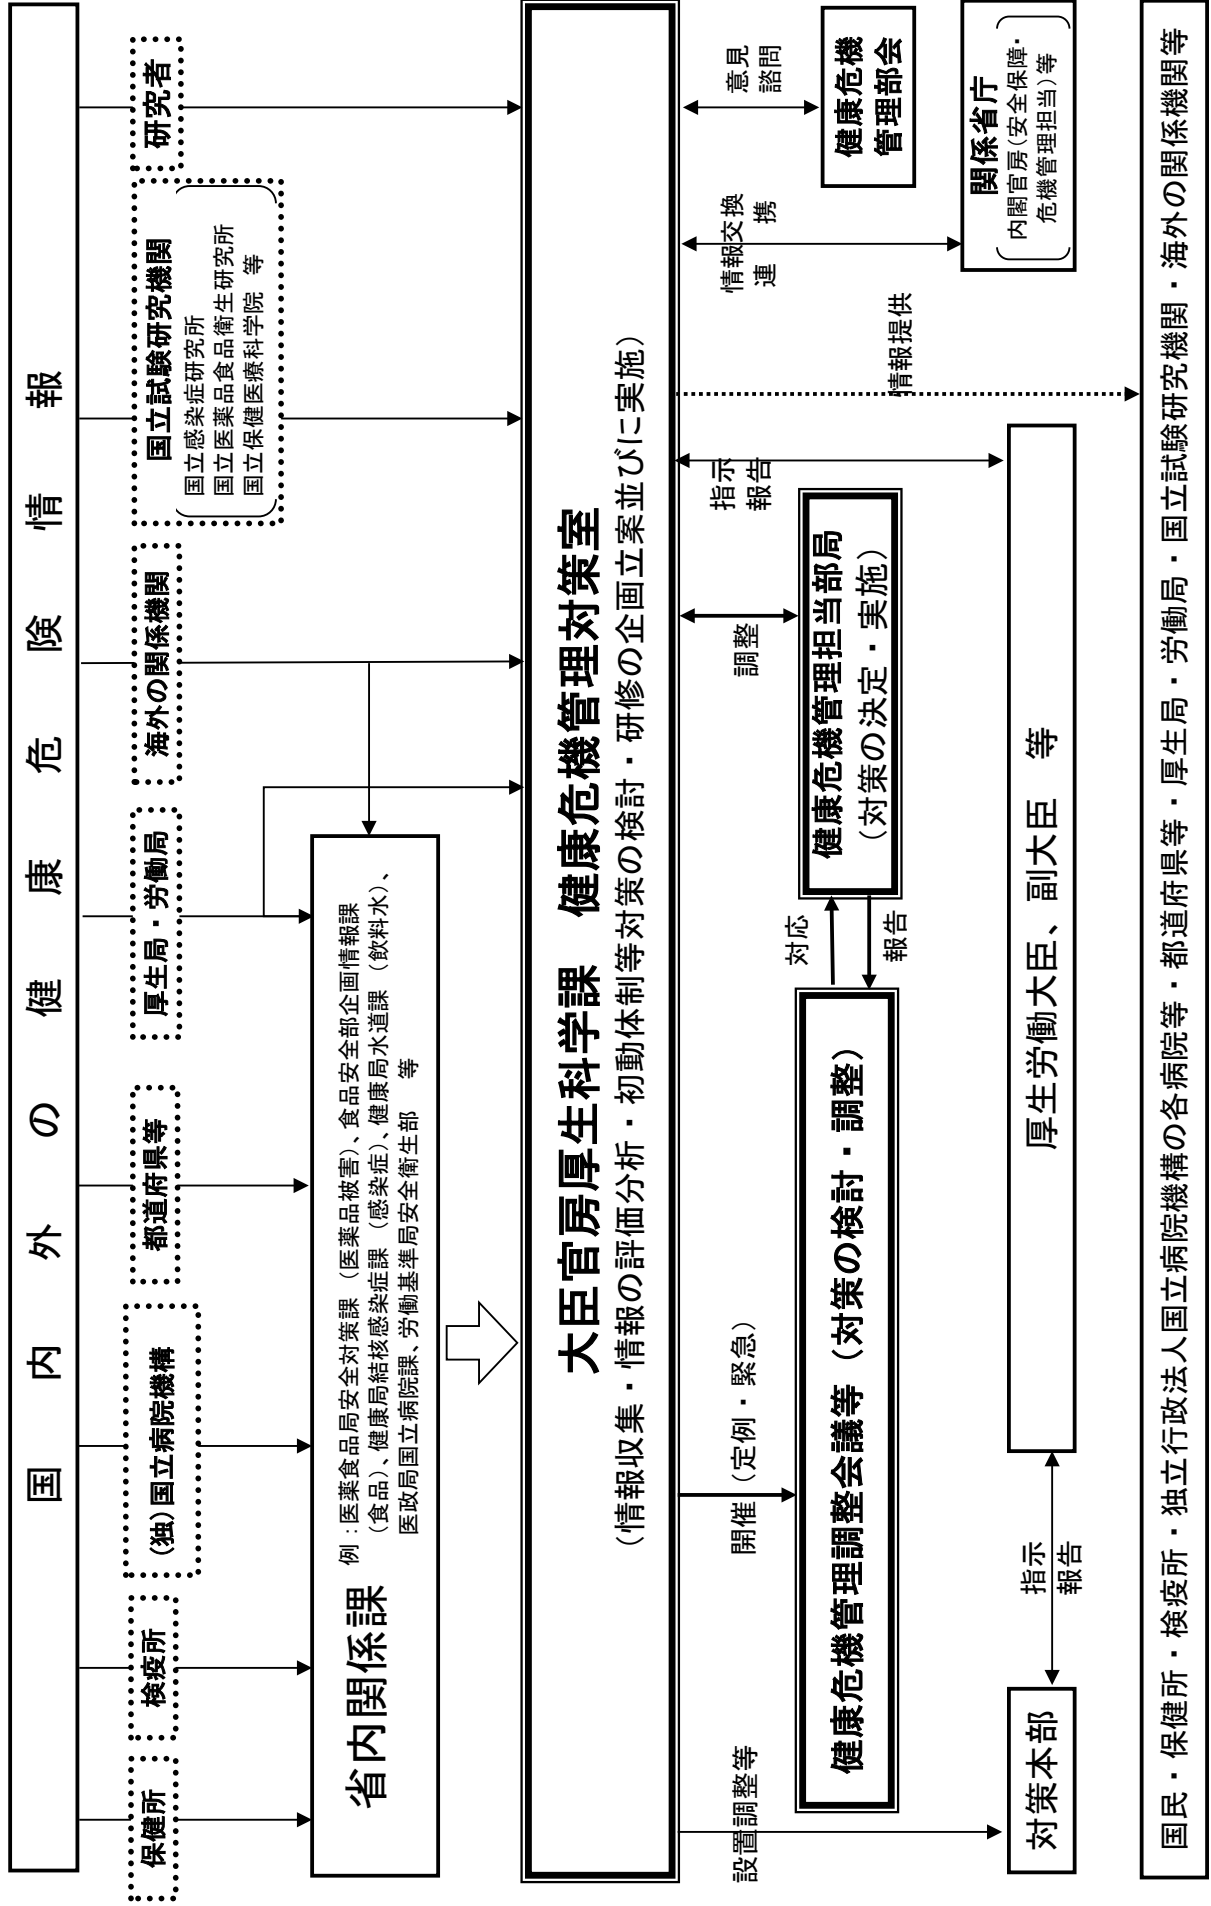 国内外の健康危険情報
保健所
検疫所
（独）国立病院機構
都道府県等
厚生局・労働局
海外の関係機関
国立試験研究機関
国立感染症研究所
国立医薬品食品衛生研究所
国立保健医療科学院　等
研究者
省内関係課
例：医薬食品局安全対策課（医薬品被害）、食品安全部企画情報課
（食品）、健康局結核感染症課（感染症）、健康局水道課（飲料水）、
医政局国立病院課、労働基準局安全衛生部　等
大臣官房厚生科学課　健康危機管理対策室
（情報収集・情報の評価分析・初動体制等対策の検討・研修の企画立案並びに実施）
設置調整等
開催（定例・緊急）
調整
指示
報告
情報提供
情報交換
連　携
意見
諮問
健康危機管理調整会議等（対策の検討・調整）
対応
報告
健康危機管理担当部局
（対策の決定・実施）
健康危機
管理部会
関係省庁
内閣官房（安全保障・
危機管理担当）等
対策本部
指示
報告
厚生労働大臣、副大臣　等
国民・保健所・検疫所・独立行政法人国立病院機構の各病院等・都道府県等・厚生局・労働局・国立試験研究機関・海外の関係機関等